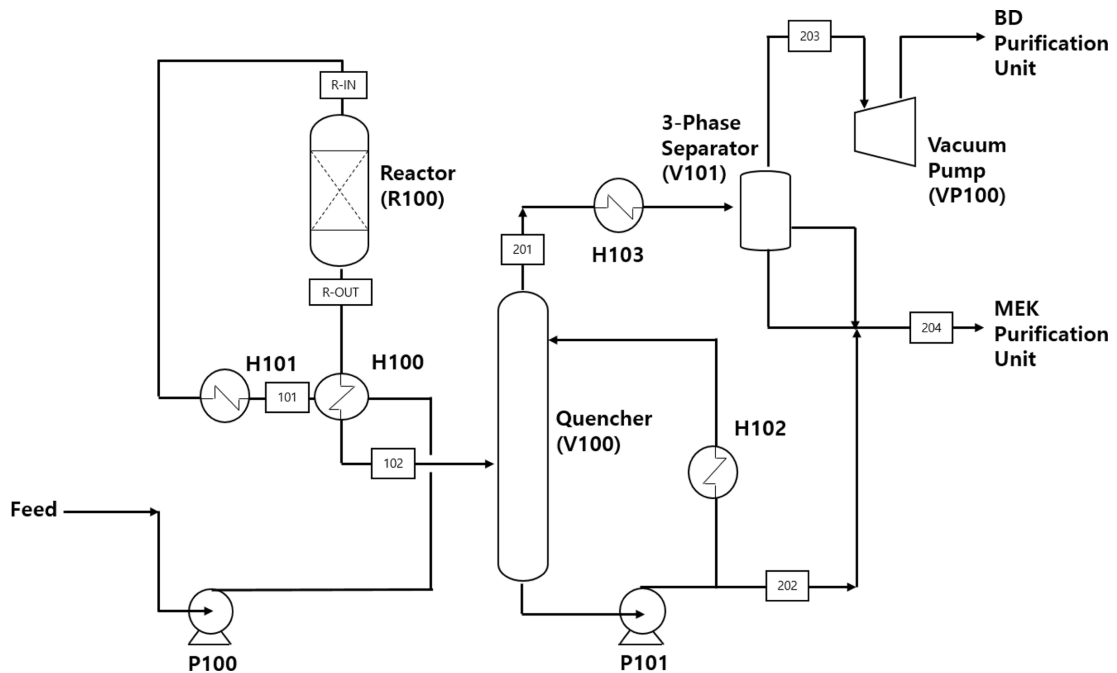 203
BD
Purification
Unit
R-IN
3-Phase
Separator
(V101)
Reactor
(R100)
Vacuum
Pump
(VP100)
201
H103
R-OUT
MEK
Purification
Unit
204
H101
H100
101
Quencher
(V100)
H102
102
Feed
202
P100
P101